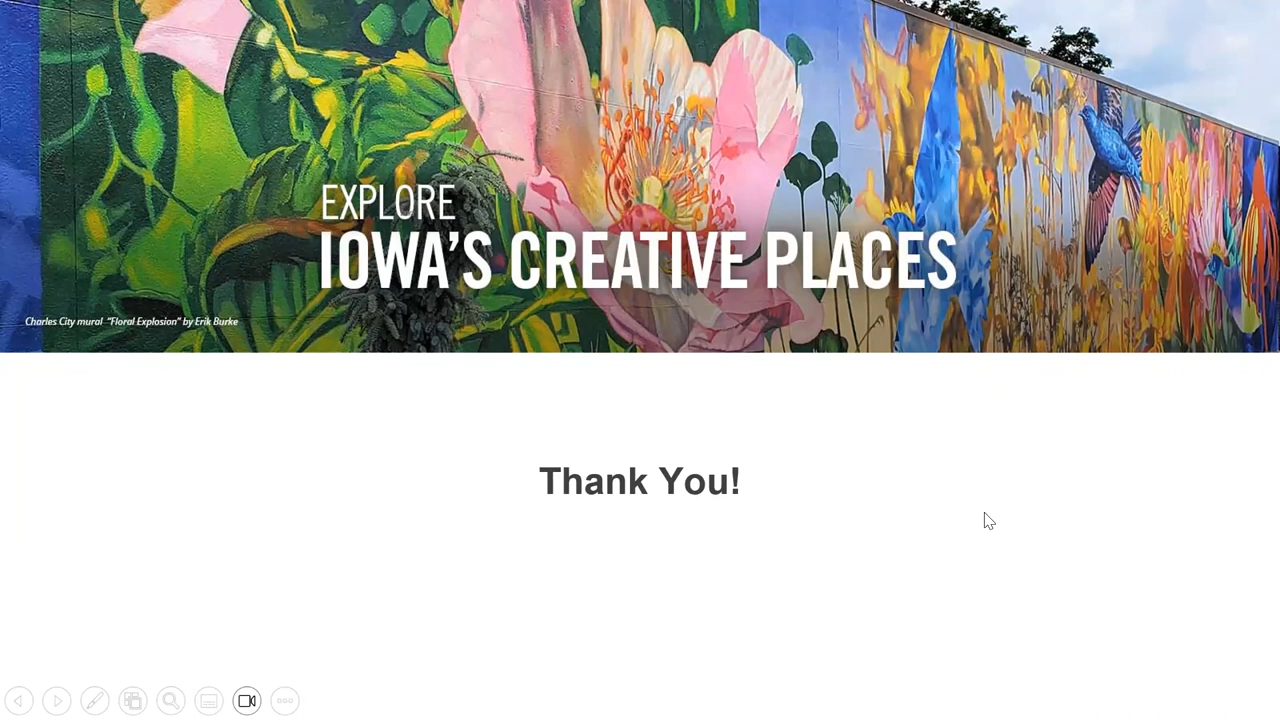 EXPLORE
IOWA'S CREATIVE PLACES
Charles City mural "Floral Explosion" by Erik Burke
Thank You!